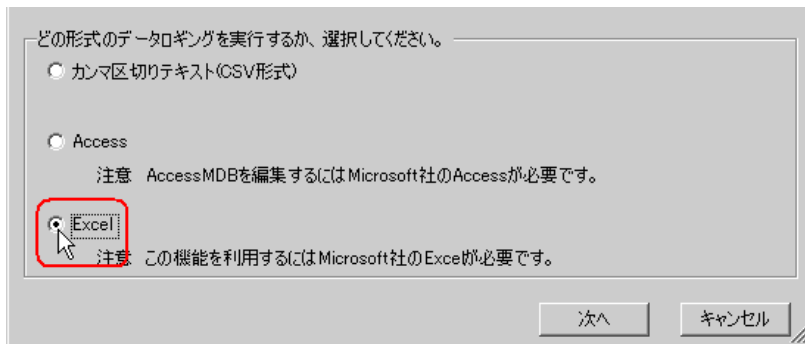 どの形式のデータロギングを実行するか、選択してください。
カンマ区切りテキスト(CSV形式)
Access
注意 AccessMDBを編集するにはMicrosoft社のAccessが必要です。
Excel
注意 この機能を利用するにはMicrosoft社のExcelが必要です。
次へ キャンセル